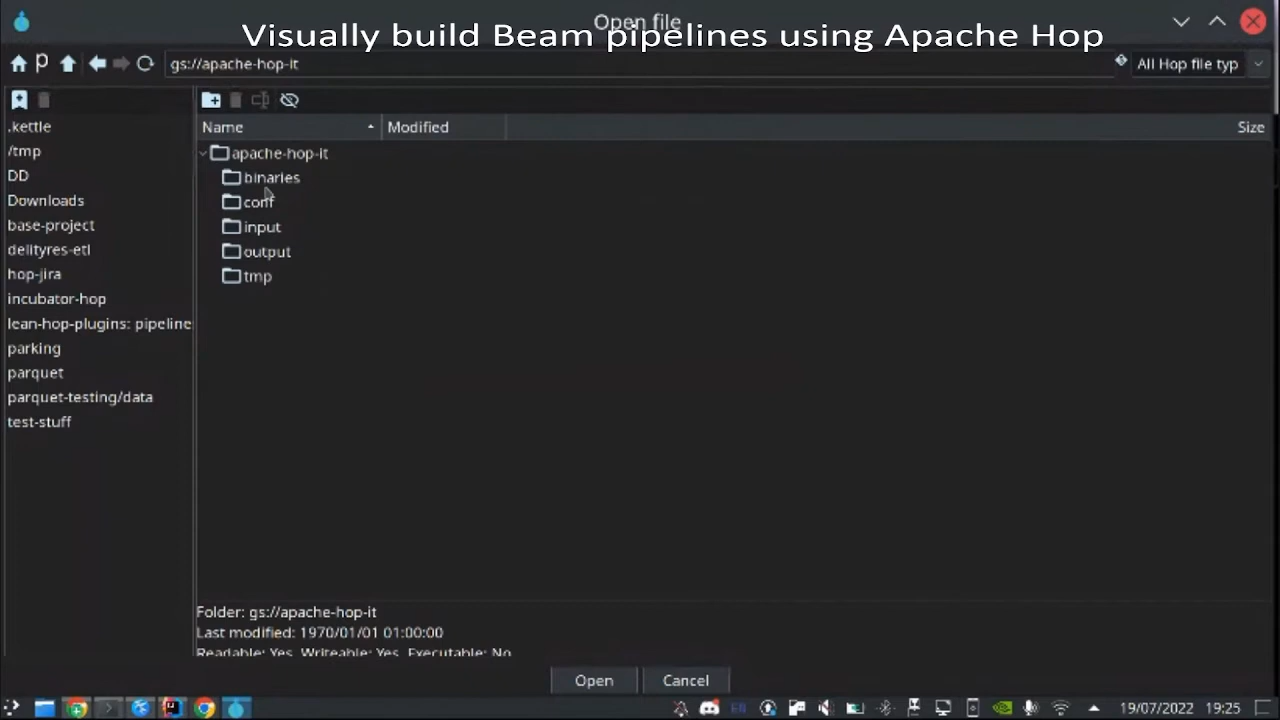 Open file
Visually build Beam pipelines using Apache Hop
p gs://apache-hop-it All Hop file typ
Name Modified Size
.kettle
/tmp
DD
Downloads
base-project
delityres-etl
hop-jira
incubator-hop
lean-hop-plugins: pipeline
parking
parquet
parquet-testing/data
test-stuff
apache-hop-it
binaries
conf
input
output
tmp
Folder: gs://apache-hop-it
Last modified: 1970/01/01 01:00:00
Readable: Yes, Writeable: Yes, Executable: No
Open Cancel
EN 19/07/2022 19:25